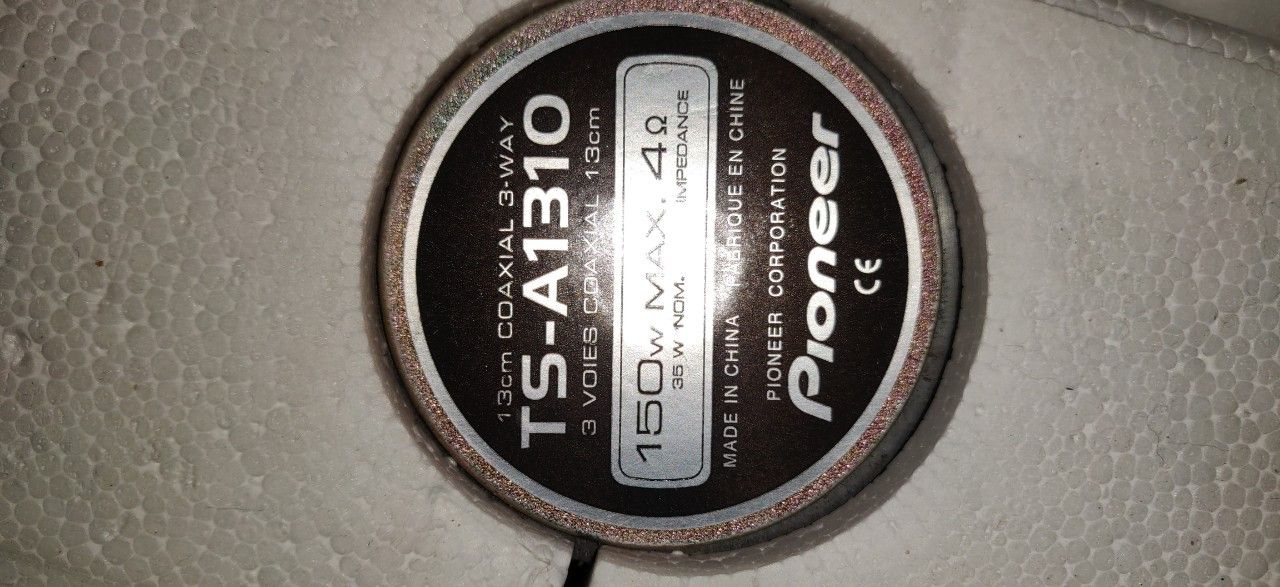 13cm COAXIAL 3-WAY
TS-A1310
3 VOIES COAXIAL 13cm
150W MAX. 4Ω
35 W NOM. IMPEDANCE
MADE IN CHINA FABRIQUE EN CHINE
PIONEER CORPORATION
Pioneer
CE